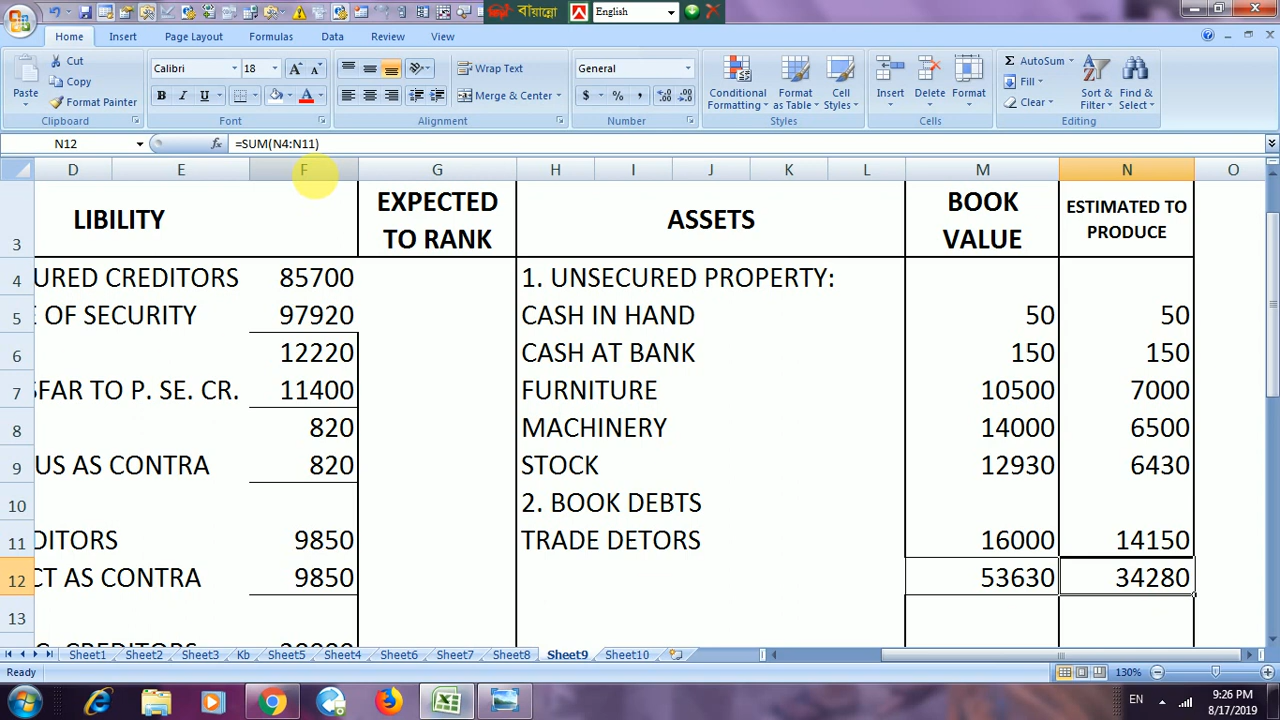 বায়ান্নো English
Home Insert Page Layout Formulas Data Review View
Paste Cut Copy Format Painter
Calibri 18
B I U
Wrap Text
Merge & Center
General
$ % ,
Conditional Formatting Format as Table Cell Styles
Insert Delete Format
AutoSum Fill Clear
Sort & Filter Find & Select
Clipboard Font Alignment Number Styles Cells Editing
N12 fx =SUM(N4:N11)
D E F G H I J K L M N O
3 LIBILITY EXPECTED TO RANK ASSETS BOOK VALUE ESTIMATED TO PRODUCE
4 URED CREDITORS 85700 1. UNSECURED PROPERTY:
5 E OF SECURITY 97920 CASH IN HAND 50 50
6 12220 CASH AT BANK 150 150
7 SFAR TO P. SE. CR. 11400 FURNITURE 10500 7000
8 820 MACHINERY 14000 6500
9 US AS CONTRA 820 STOCK 12930 6430
10 2. BOOK DEBTS
11 DITORS 9850 TRADE DETORS 16000 14150
12 CT AS CONTRA 9850 53630 34280
13
Sheet1 Sheet2 Sheet3 Kb Sheet5 Sheet4 Sheet6 Sheet7 Sheet8 Sheet9 Sheet10
Ready 130%
EN 9:26 PM
8/17/2019